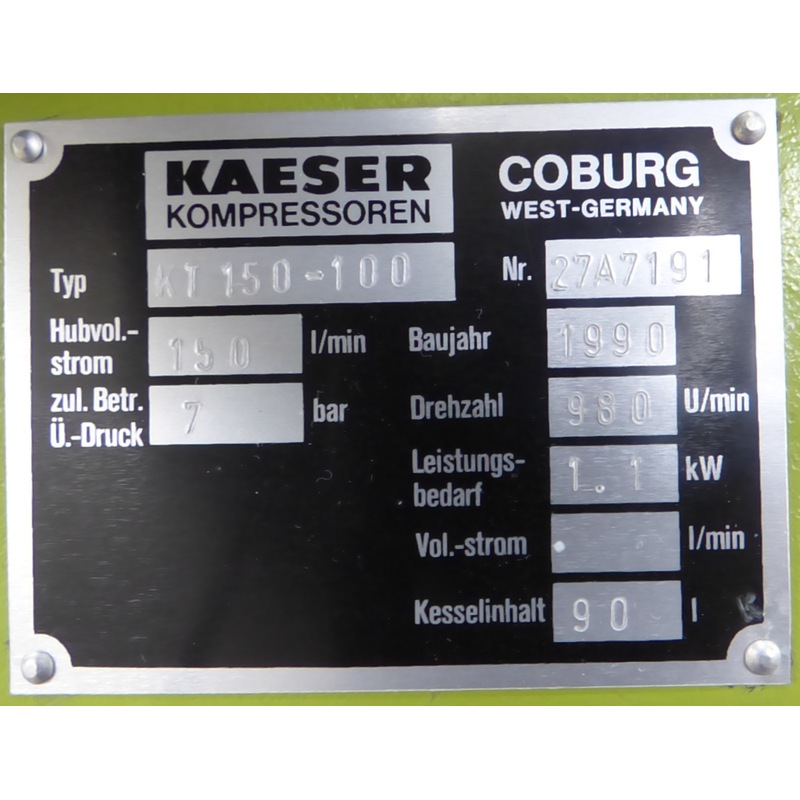 KAESER
KOMPRESSOREN
COBURG
WEST-GERMANY
Typ KT 150-100
Nr. 27A7191
Hubvol.-
strom 150 l/min
Baujahr 1990
zul. Betr.
Ü.-Druck 7 bar
Drehzahl 980 U/min
Leistungs-
bedarf 1.1 kW
Vol.-strom l/min
Kesselinhalt 90 l